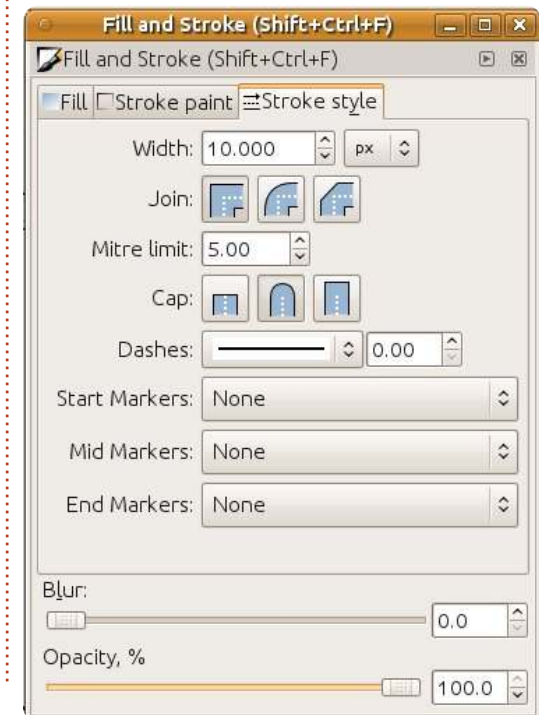 Fill and Stroke (Shift+Ctrl+F)
Fill and Stroke (Shift+Ctrl+F)
Fill Stroke paint Stroke style
Width: 10.000 px
Join:
Mitre limit: 5.00
Cap:
Dashes: 0.00
Start Markers: None
Mid Markers: None
End Markers: None
Blur:
0.0
Opacity, %
100.0